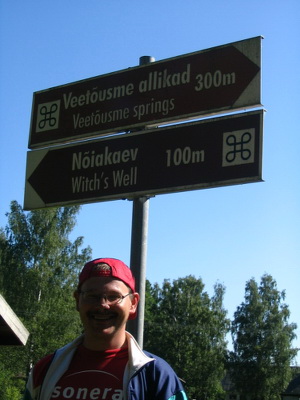 Veetõusme allikad 300m
Veetõusme springs
Nõiakaev 100m
Witch's Well
sonera